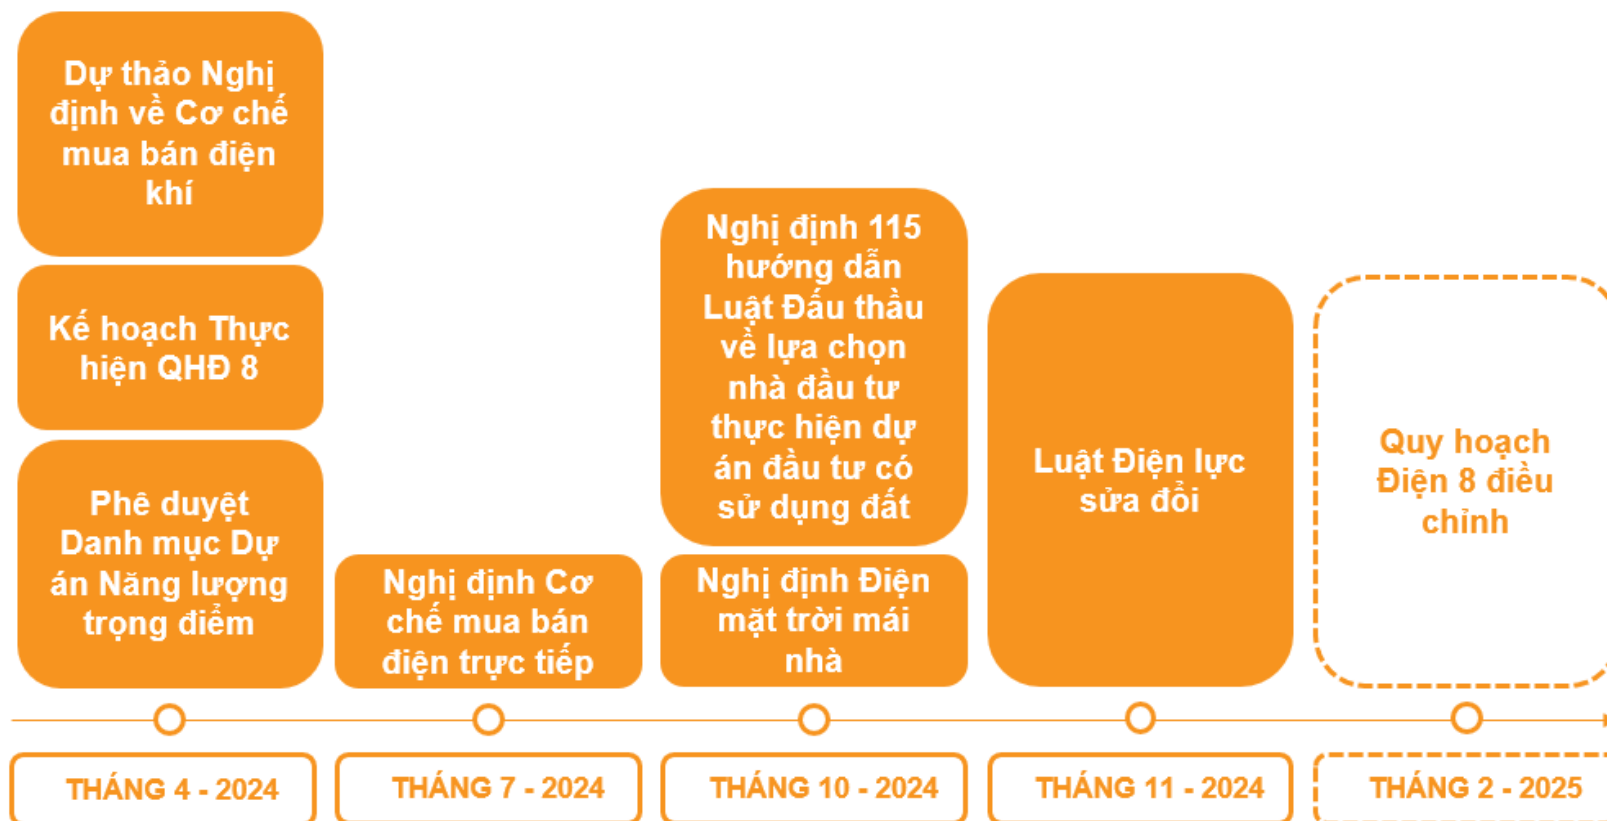 Dự thảo Nghị
định về Cơ chế
mua bán điện
khí
Kế hoạch Thực
hiện QHĐ 8
Phê duyệt
Danh mục Dự
án Năng lượng
trọng điểm
Nghị định Cơ
chế mua bán
điện trực tiếp
Nghị định 115
hướng dẫn
Luật Đấu thầu
về lựa chọn
nhà đầu tư
thực hiện dự
án đầu tư có
sử dụng đất
Nghị định Điện
mặt trời mái
nhà
Luật Điện lực
sửa đổi
Quy hoạch
Điện 8 điều
chỉnh
THÁNG 4 - 2024
THÁNG 7 - 2024
THÁNG 10 - 2024
THÁNG 11 - 2024
THÁNG 2 - 2025